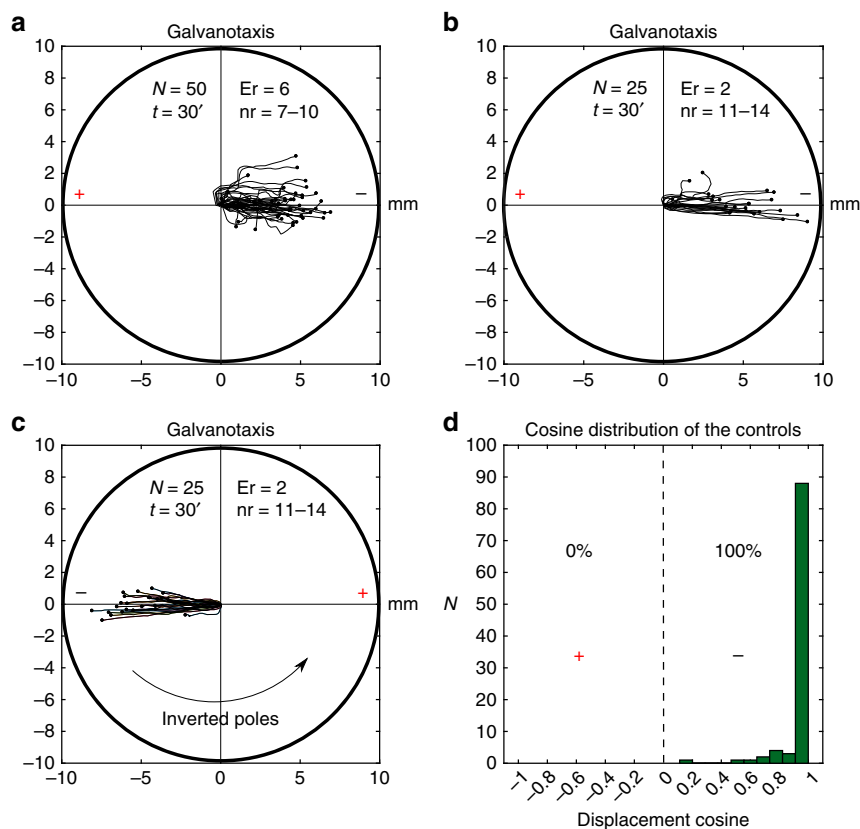 a
Galvanotaxis
10
8
6
4
2
0
−2
−4
−6
−8
−10
−10 −5 0 5 10
N = 50
t = 30′
Er = 6
nr = 7–10
+
−
mm
b
Galvanotaxis
10
8
6
4
2
0
−2
−4
−6
−8
−10
−10 −5 0 5 10
N = 25
t = 30′
Er = 2
nr = 11–14
+
−
mm
c
Galvanotaxis
10
8
6
4
2
0
−2
−4
−6
−8
−10
−10 −5 0 5 10
N = 25
t = 30′
Er = 2
nr = 11–14
−
+
mm
Inverted poles
d
Cosine distribution of the controls
100
90
80
70
60
50
40
30
20
10
0
N
0%
100%
+
−
−1 −0.8 −0.6 −0.4 −0.2 0 0.2 0.4 0.6 0.8 1
Displacement cosine